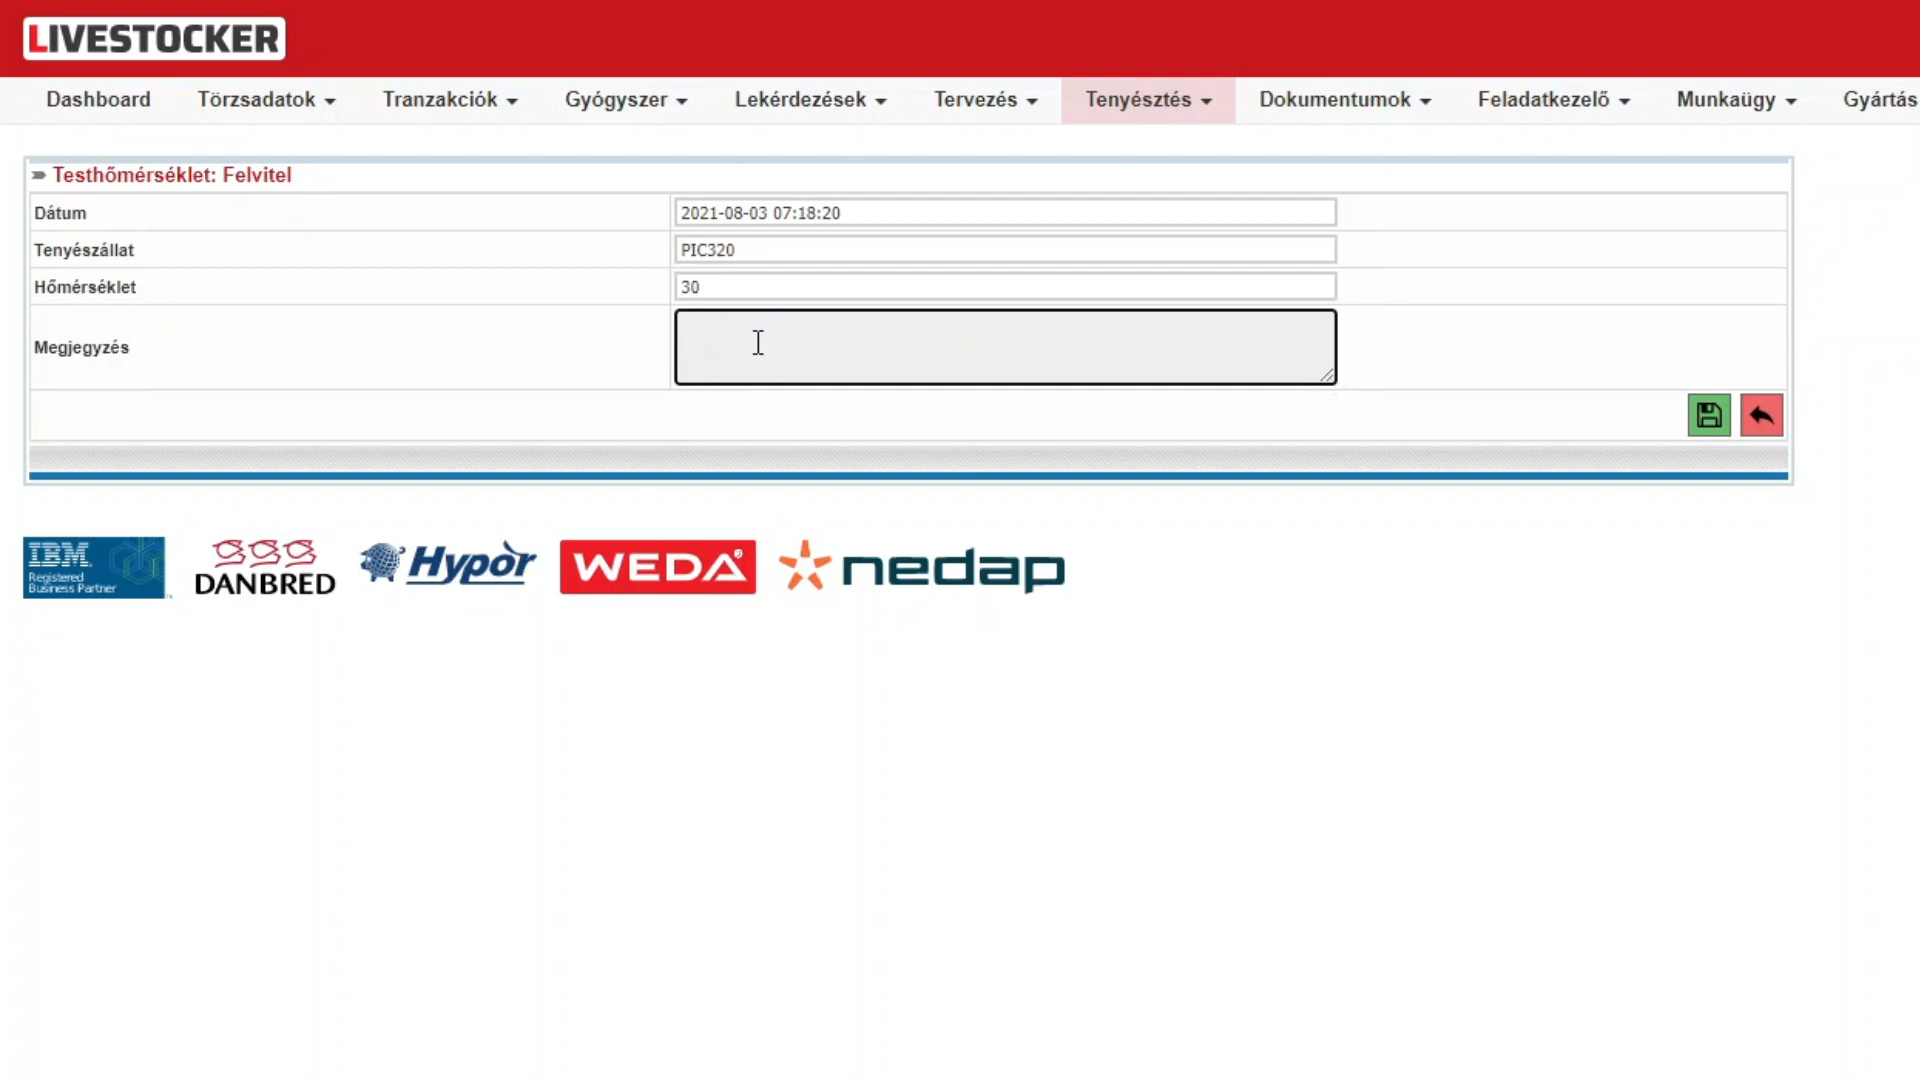 LIVESTOCKER
Dashboard Törzsadatok Tranzakciók Gyógyszer Lekérdezések Tervezés Tenyésztés Dokumentumok Feladatkezelő Munkaügy Gyártás
Testhőmérséklet: Felvitel
Dátum 2021-08-03 07:18:20
Tenyészállat PIC320
Hőmérséklet 30
Megjegyzés
IBM
Registered
Business Partner
DANBRED
Hypor
WEDA®
nedap